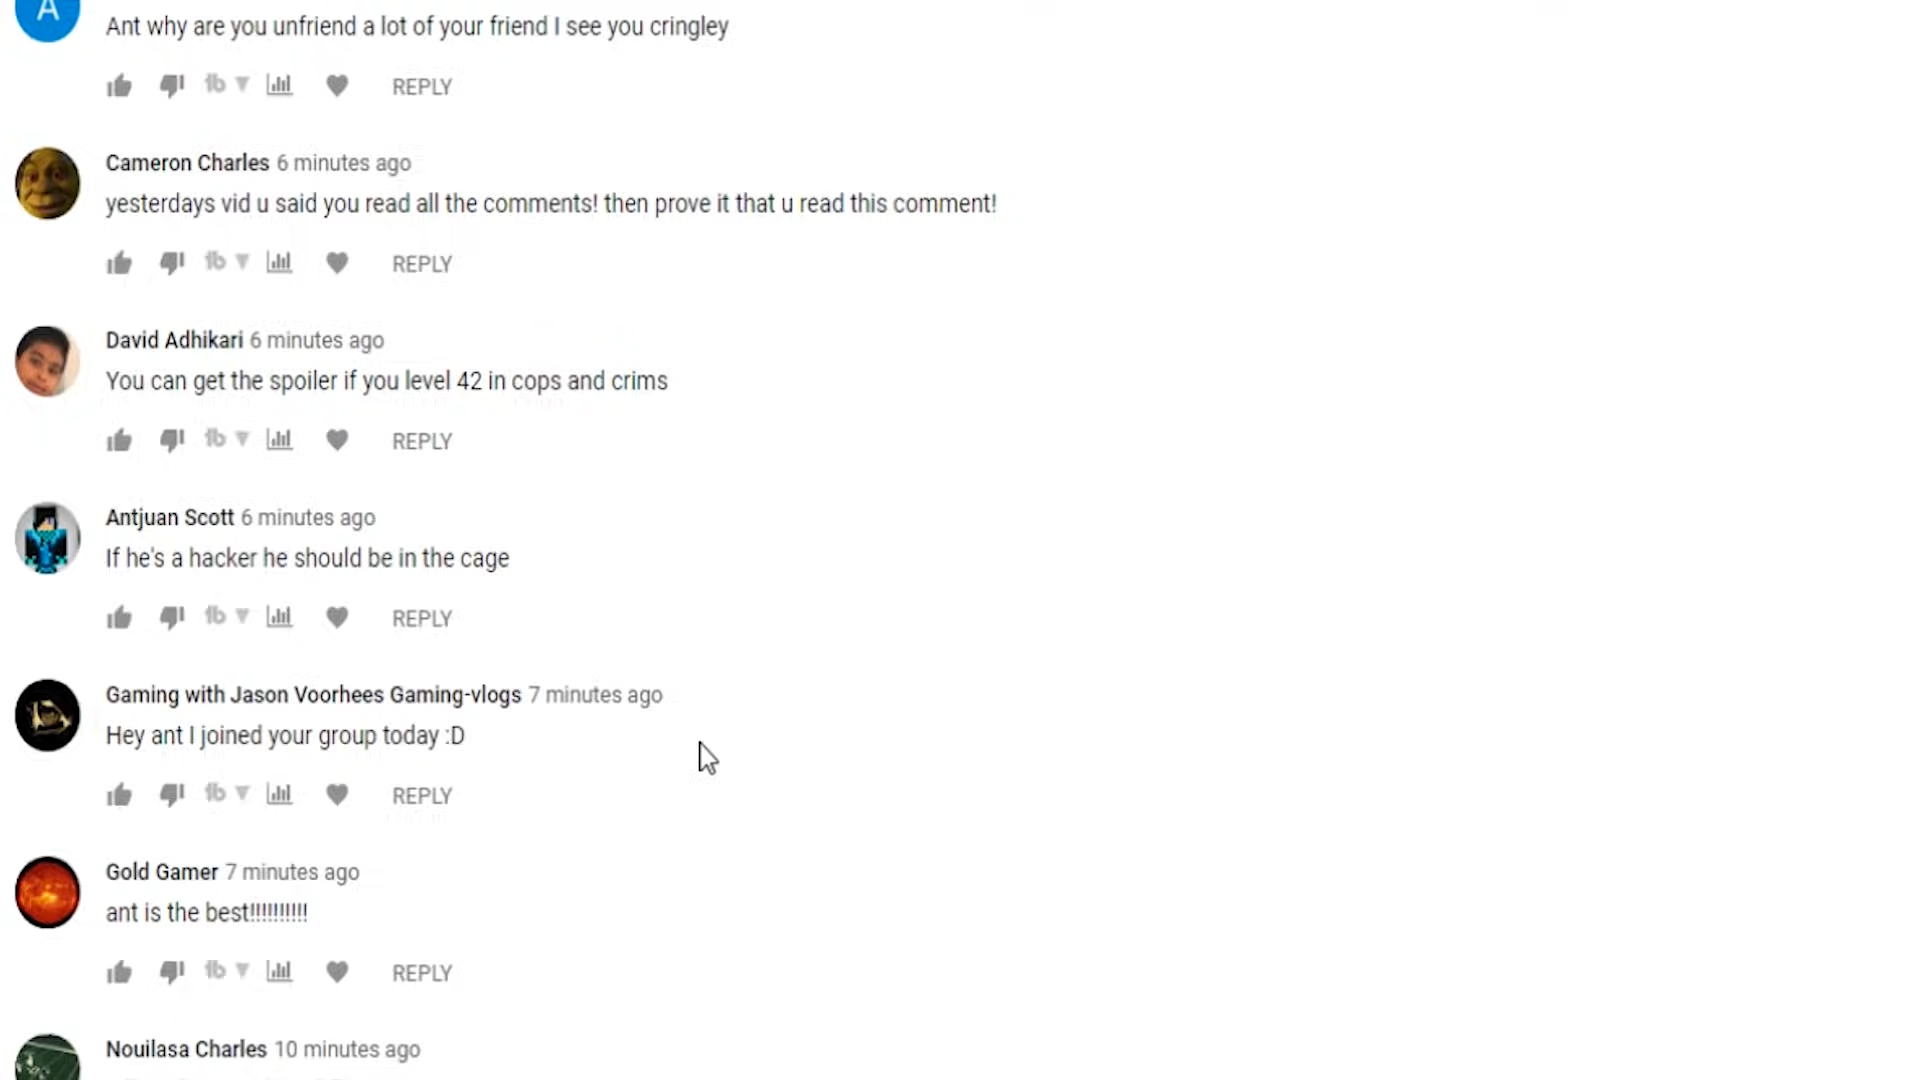 A
Ant why are you unfriend a lot of your friend I see you cringley
REPLY
Cameron Charles 6 minutes ago
yesterdays vid u said you read all the comments! then prove it that u read this comment!
REPLY
David Adhikari 6 minutes ago
You can get the spoiler if you level 42 in cops and crims
REPLY
Antjuan Scott 6 minutes ago
If he's a hacker he should be in the cage
REPLY
Gaming with Jason Voorhees Gaming-vlogs 7 minutes ago
Hey ant I joined your group today :D
REPLY
Gold Gamer 7 minutes ago
ant is the best!!!!!!!!!!
REPLY
Nouilasa Charles 10 minutes ago